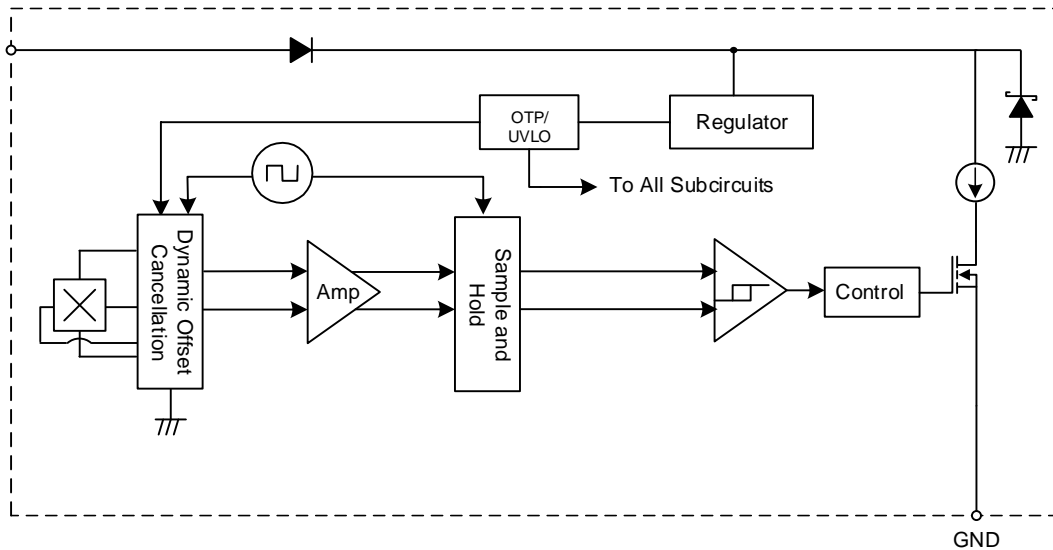 OTP/
UVLO
Regulator
To All Subcircuits
Dynamic Offset
Cancellation
Amp
Sample and
Hold
Control
GND